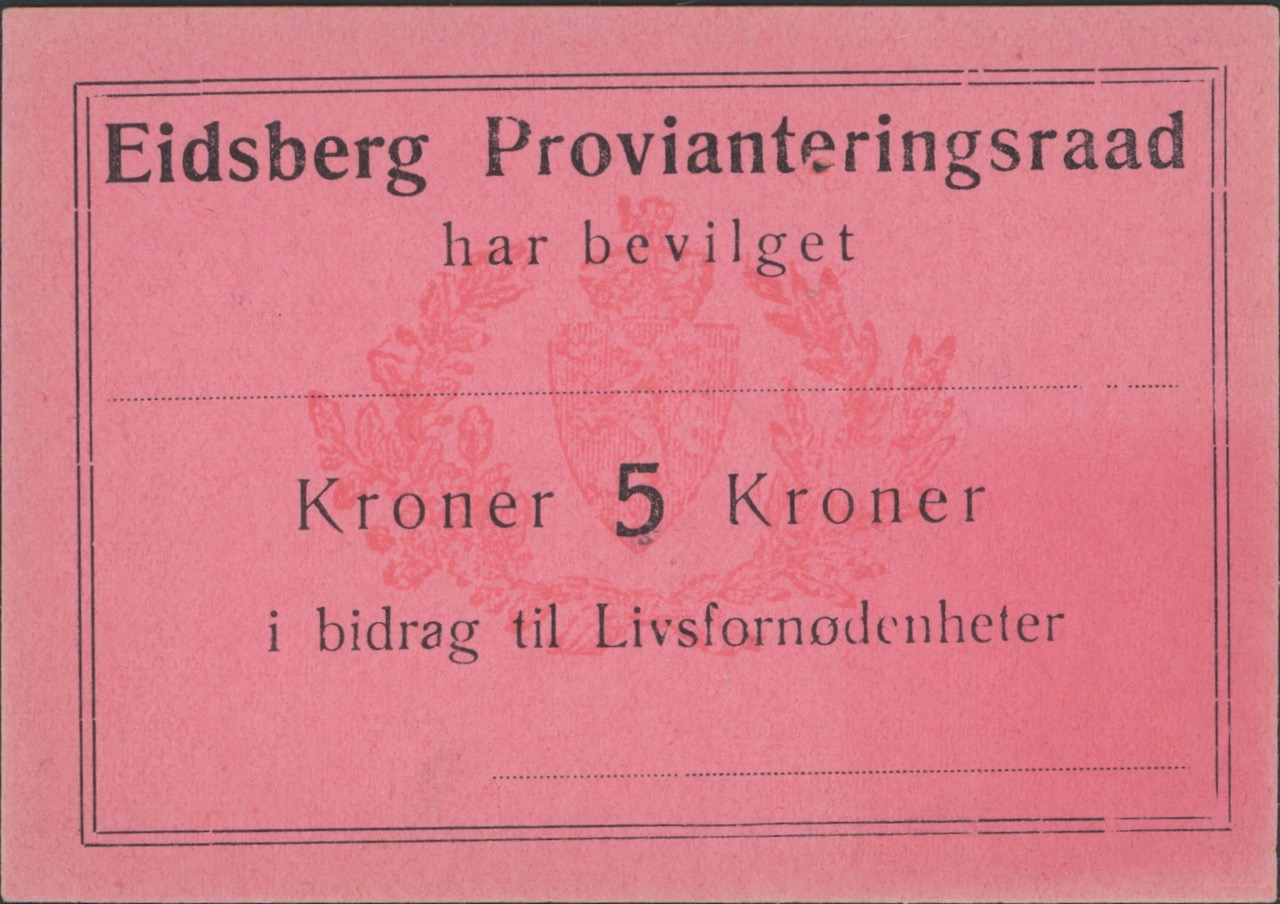 Eidsberg Provianteringsraad
har bevilget
Kroner 5 Kroner
i bidrag til Livsfornødenheter